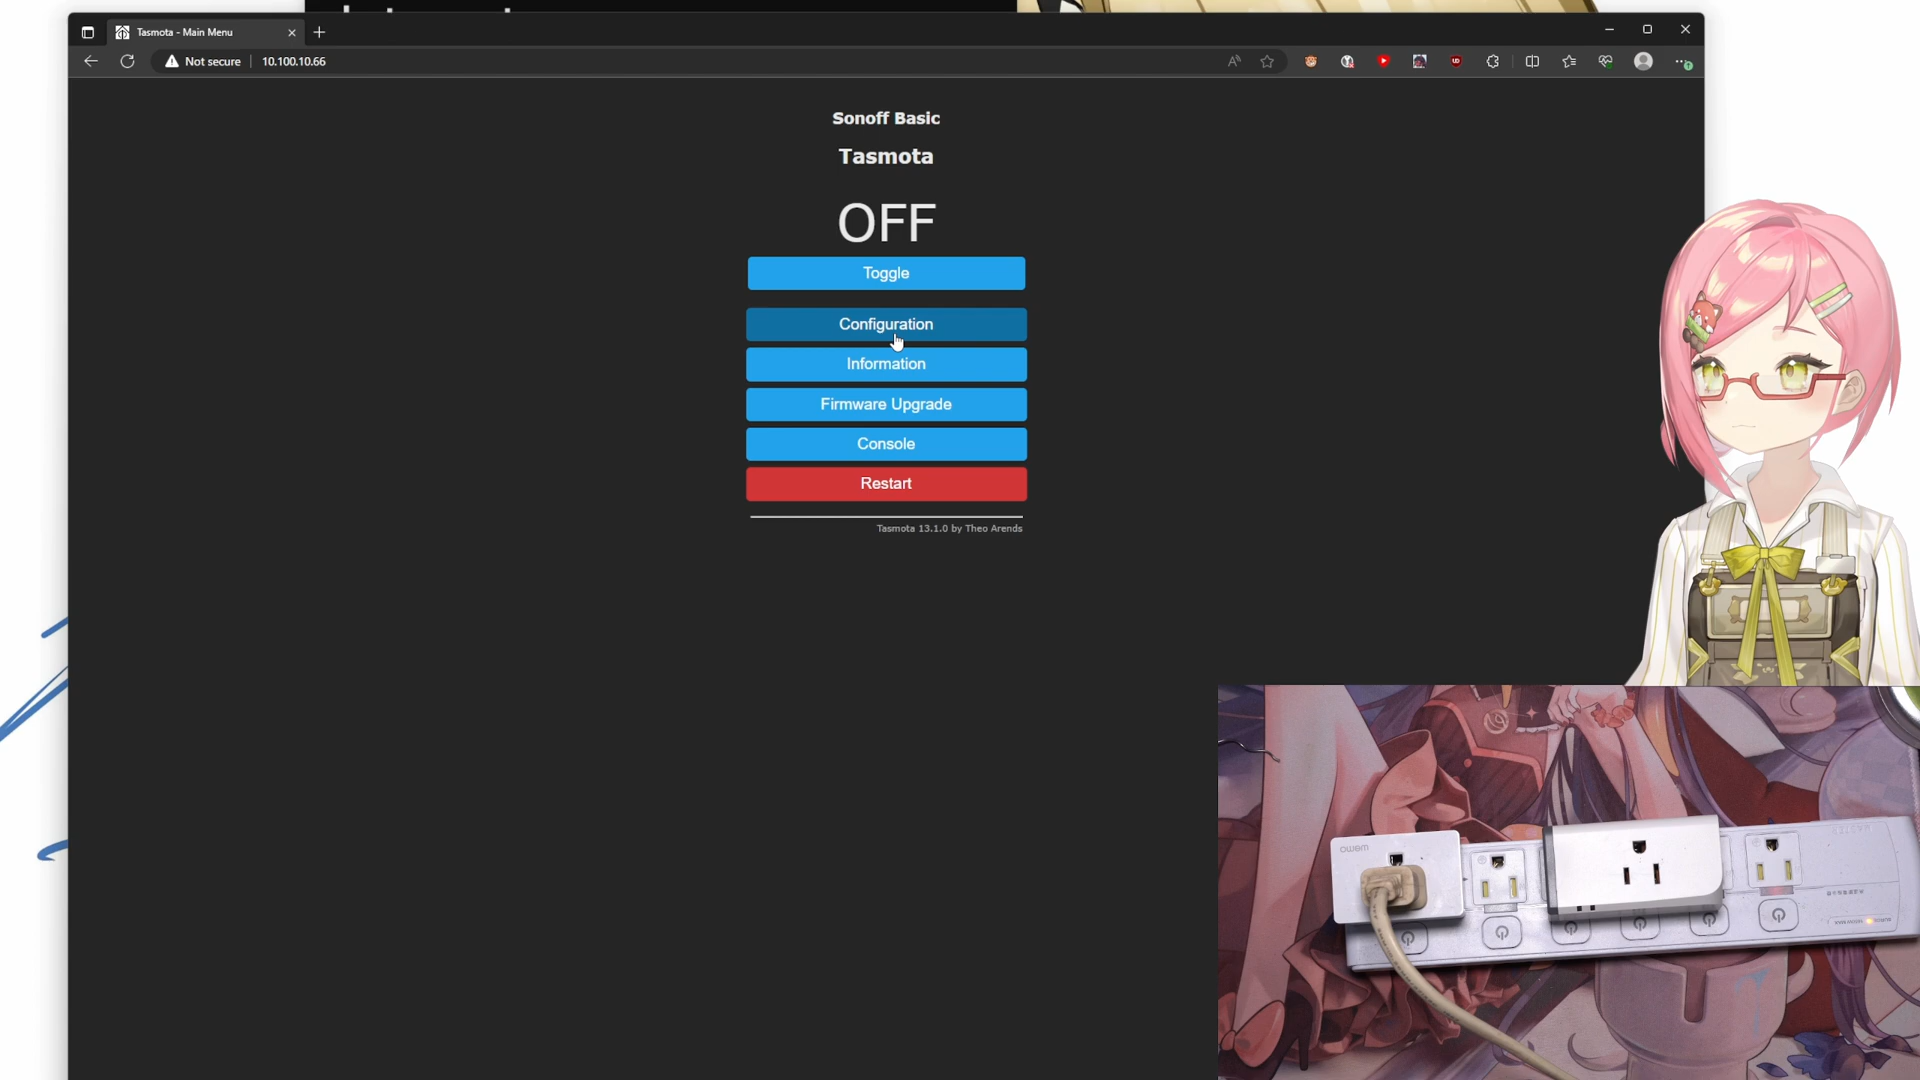 Tasmota - Main Menu
Not secure
10.100.10.66
Sonoff Basic
Tasmota
OFF
Toggle
Configuration
Information
Firmware Upgrade
Console
Restart
Tasmota 13.1.0 by Theo Arends